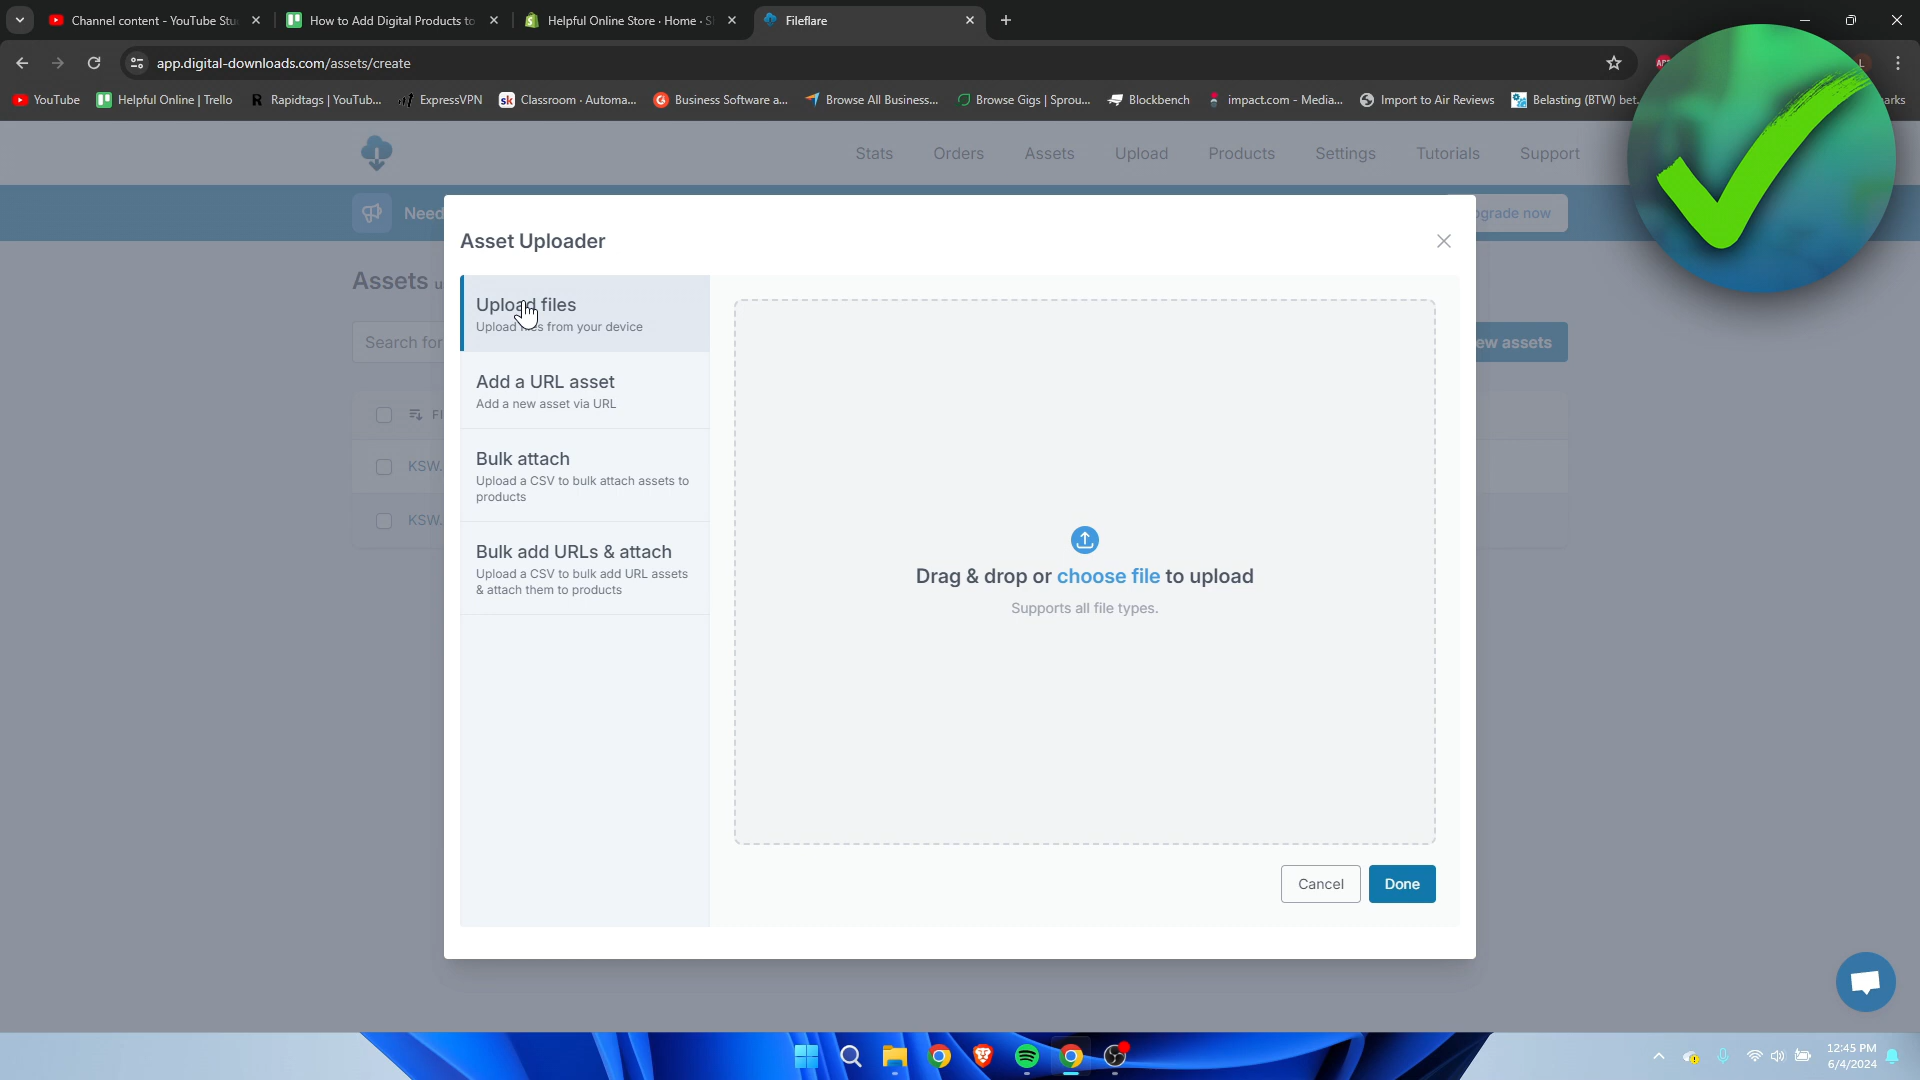 Channel content - YouTube Stu
How to Add Digital Products to
Helpful Online Store · Home · S
Fileflare
app.digital-downloads.com/assets/create
YouTube
Helpful Online | Trello
Rapidtags | YouTub...
ExpressVPN
Classroom - Automa...
Business Software a...
Browse All Business...
Browse Gigs | Sprou...
Blockbench
impact.com - Media...
Import to Air Reviews
Belasting (BTW) bet
arks
Stats
Orders
Assets
Upload
Products
Settings
Tutorials
Support
Need
grade now
Assets
Search for
ew assets
KSW.
KSW.
Asset Uploader
Upload files
Upload files from your device
Add a URL asset
Add a new asset via URL
Bulk attach
Upload a CSV to bulk attach assets to
products
Bulk add URLs & attach
Upload a CSV to bulk add URL assets
& attach them to products
Drag & drop or choose file to upload
Supports all file types.
Cancel
Done
12:45 PM
6/4/2024